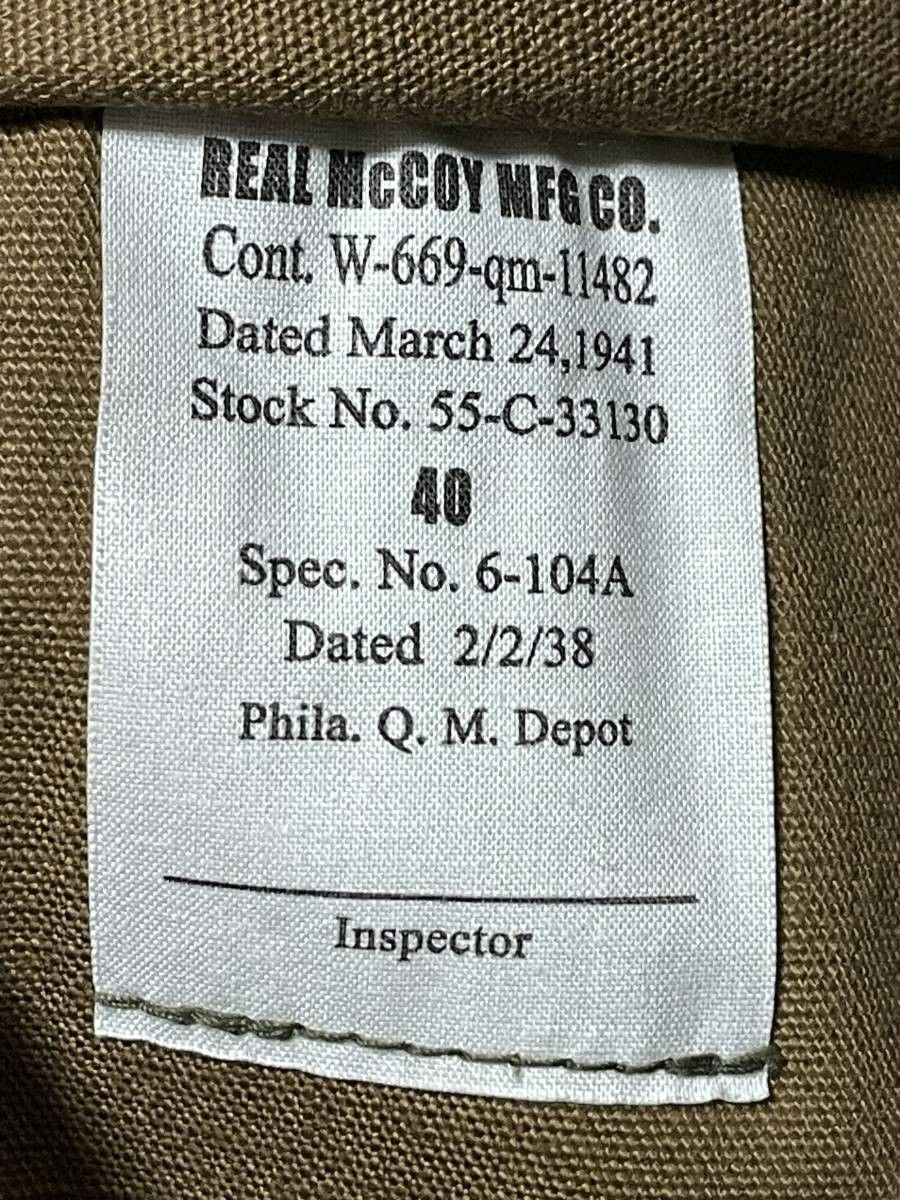 REAL McCOY MFG CO.
Cont. W-669-qm-11482
Dated March 24,1941
Stock No. 55-C-33130
40
Spec. No. 6-104A
Dated 2/2/38
Phila. Q. M. Depot
Inspector